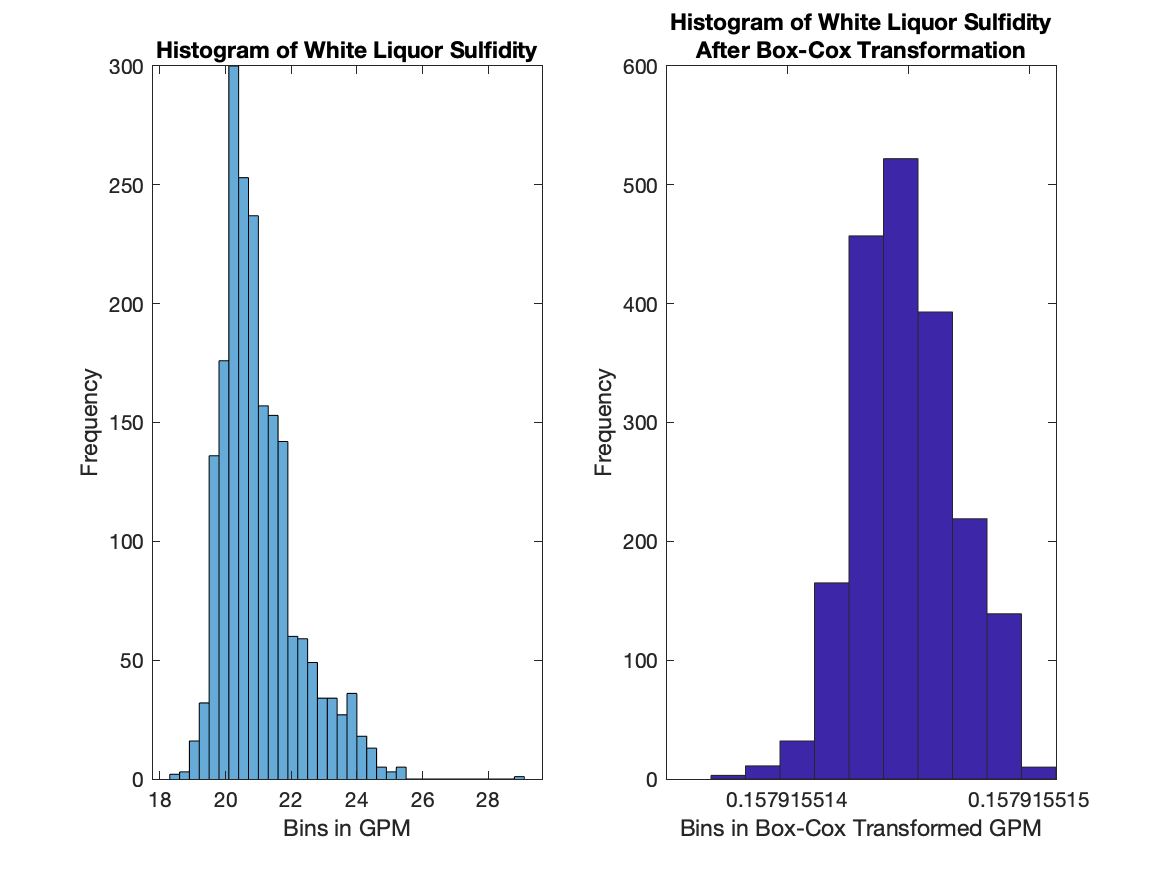 Histogram of White Liquor Sulfidity
300
250
200
150
100
50
0
Frequency
18 20 22 24 26 28
Bins in GPM
Histogram of White Liquor Sulfidity
After Box-Cox Transformation
600
500
400
300
200
100
0
Frequency
0.157915514 0.157915515
Bins in Box-Cox Transformed GPM